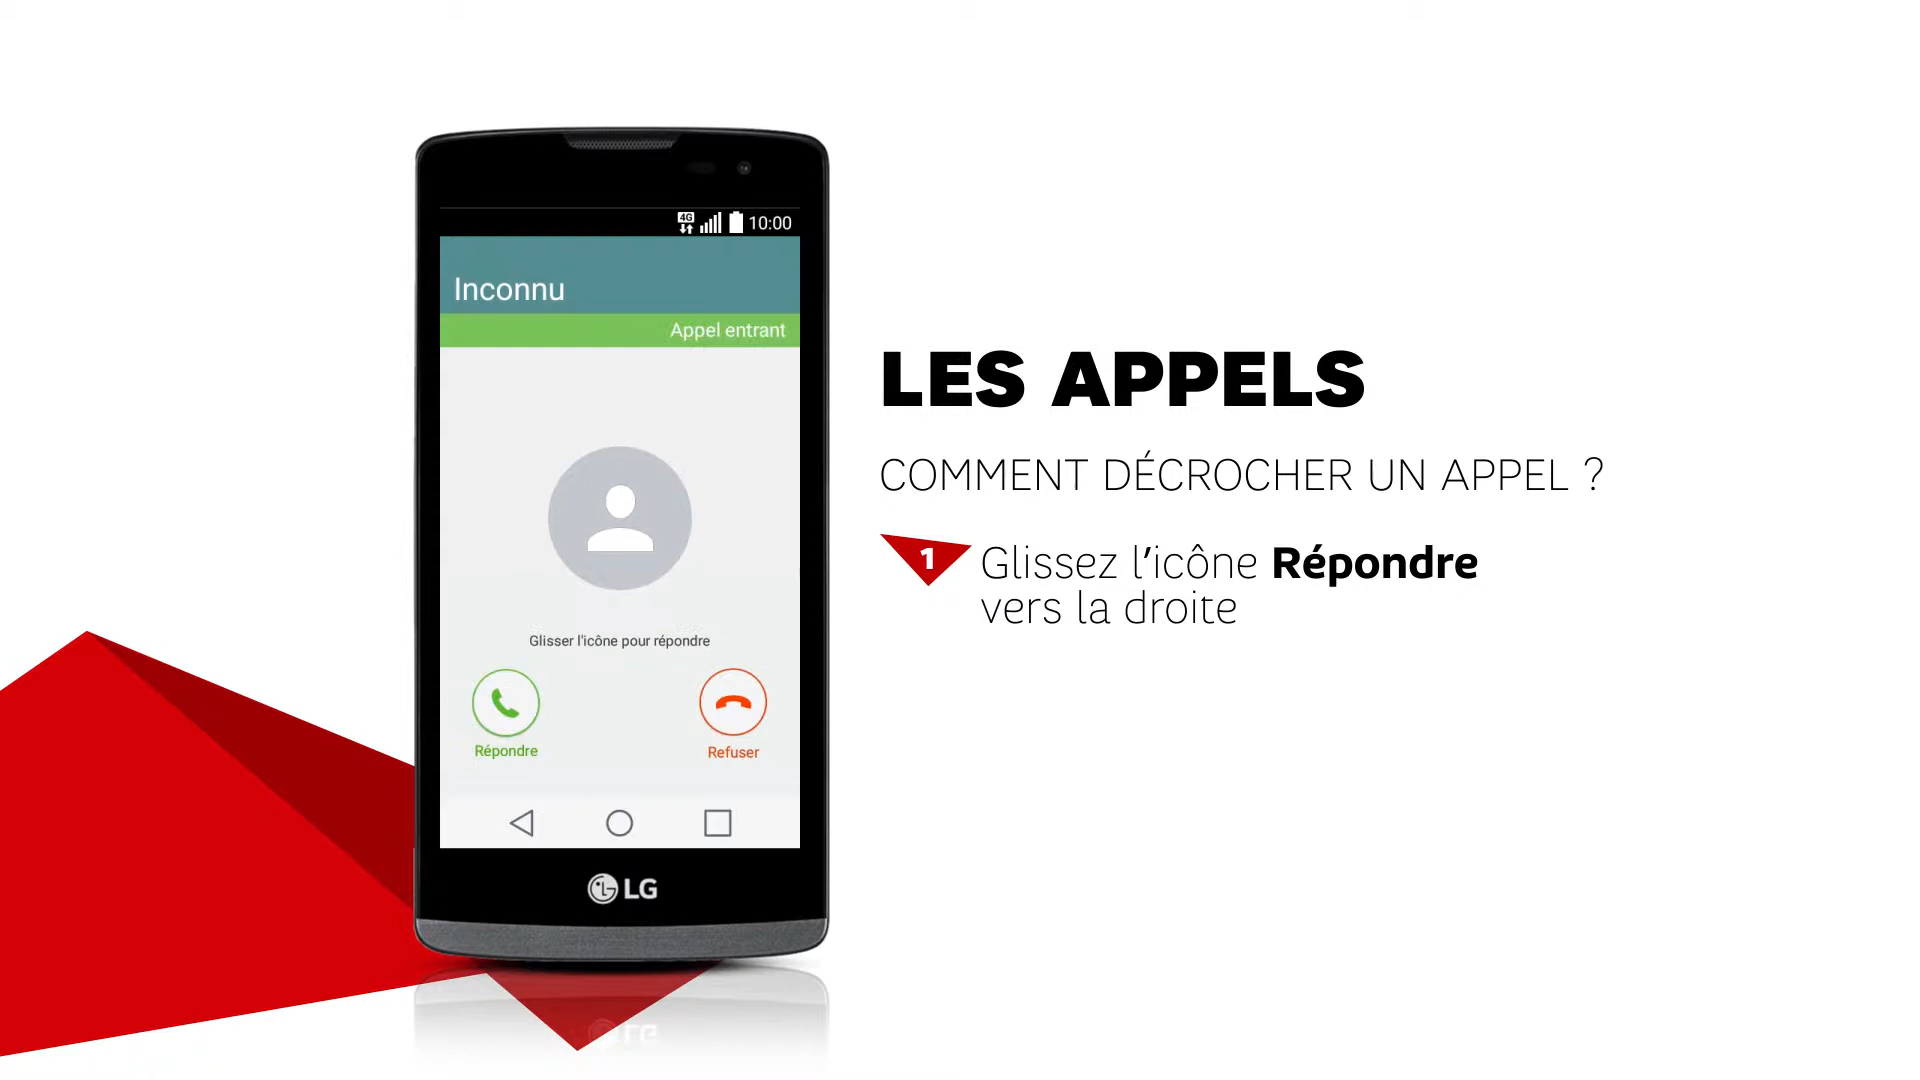 4G 10:00
Inconnu
Appel entrant
Glisser l'icône pour répondre
Répondre
Refuser
LG
LES APPELS
COMMENT DÉCROCHER UN APPEL ?
1 Glissez l'icône Répondre
vers la droite